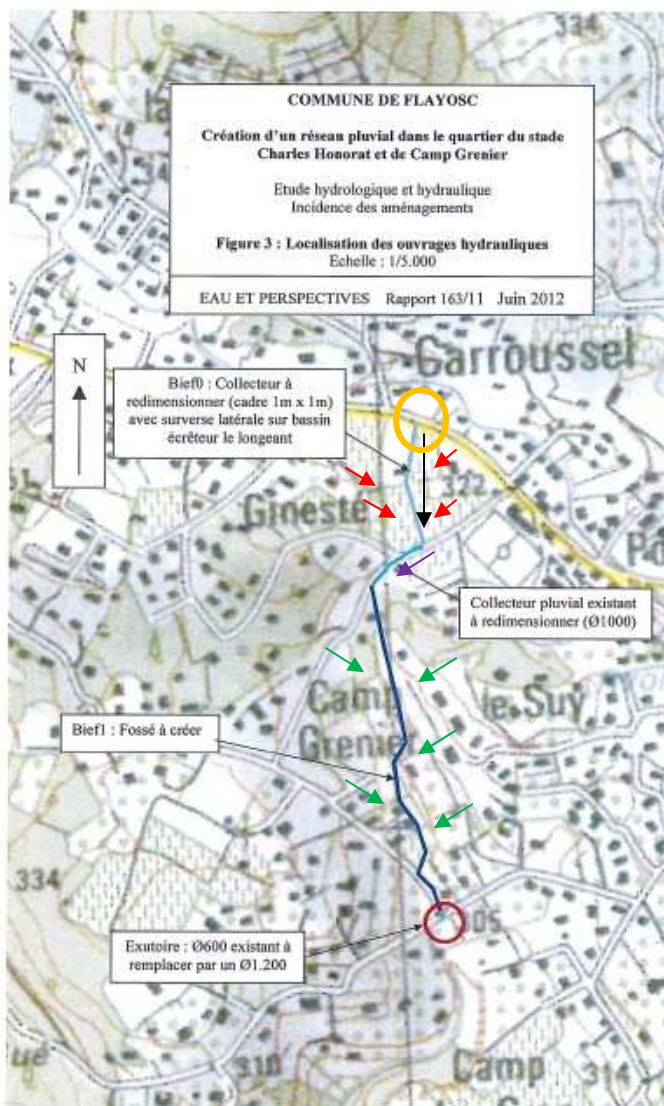 334
COMMUNE DE FLAYOSC
Création d'un réseau pluvial dans le quartier du stade
Charles Honorat et de Camp Grenier
Etude hydrologique et hydraulique
Incidence des aménagements
Figure 3 : Localisation des ouvrages hydrauliques
Echelle : 1/5.000
EAU ET PERSPECTIVES Rapport 163/11 Juin 2012
N
Carroussel
Bief0 : Collecteur à
redimensionner (cadre 1m x 1m)
avec surverse latérale sur bassin
écrêteur le longeant
322
Gineste
Collecteur pluvial existant
à redimensionner (Ø1000)
Camp
Grenier
le Suy
Bief1 : Fossé à créer
334
Exutoire : Ø600 existant à
remplacer par un Ø1.200
310
Camp
314